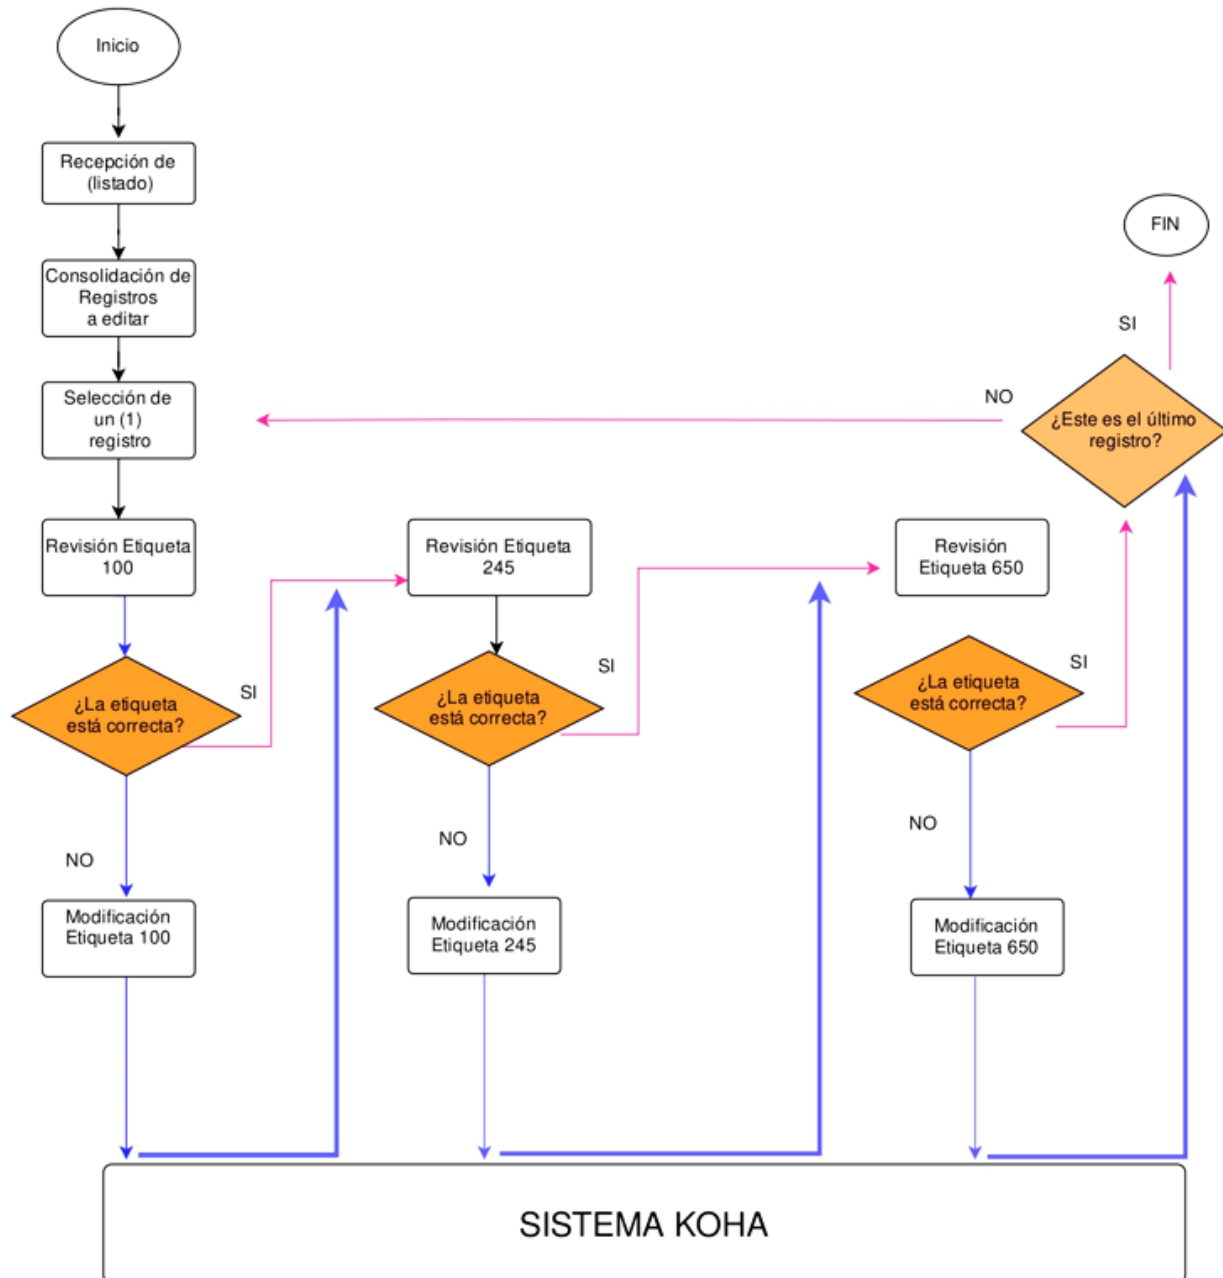 Inicio
Recepción de
(listado)
Consolidación de
Registros
a editar
Selección de
un (1)
registro
Revisión Etiqueta
100
¿La etiqueta
está correcta?
SI
NO
Modificación
Etiqueta 100
Revisión Etiqueta
245
¿La etiqueta
está correcta?
SI
NO
Modificación
Etiqueta 245
Revisión
Etiqueta 650
¿La etiqueta
está correcta?
SI
NO
Modificación
Etiqueta 650
¿Este es el último
registro?
NO
SI
FIN
SISTEMA KOHA